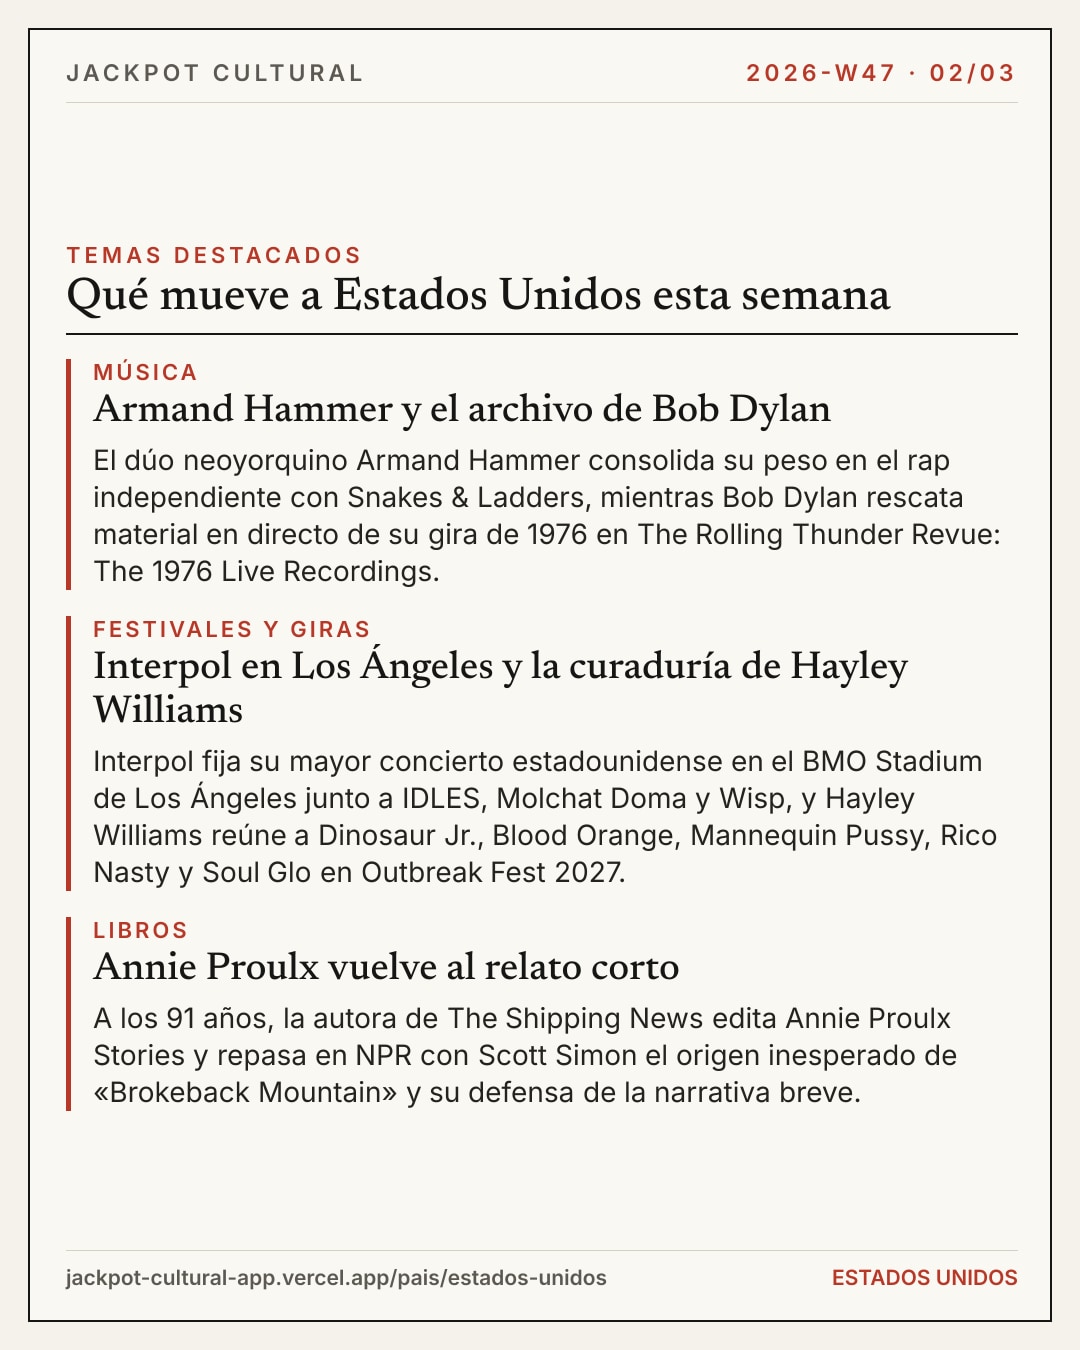 JACKPOT CULTURAL
2026-W47 · 02/03
TEMAS DESTACADOS
Qué mueve a Estados Unidos esta semana
MÚSICA
Armand Hammer y el archivo de Bob Dylan
El dúo neoyorquino Armand Hammer consolida su peso en el rap
independiente con Snakes & Ladders, mientras Bob Dylan rescata
material en directo de su gira de 1976 en The Rolling Thunder Revue:
The 1976 Live Recordings.
FESTIVALES Y GIRAS
Interpol en Los Ángeles y la curaduría de Hayley
Williams
Interpol fija su mayor concierto estadounidense en el BMO Stadium
de Los Ángeles junto a IDLES, Molchat Doma y Wisp, y Hayley
Williams reúne a Dinosaur Jr., Blood Orange, Mannequin Pussy, Rico
Nasty y Soul Glo en Outbreak Fest 2027.
LIBROS
Annie Proulx vuelve al relato corto
A los 91 años, la autora de The Shipping News edita Annie Proulx
Stories y repasa en NPR con Scott Simon el origen inesperado de
«Brokeback Mountain» y su defensa de la narrativa breve.
jackpot-cultural-app.vercel.app/pais/estados-unidos
ESTADOS UNIDOS